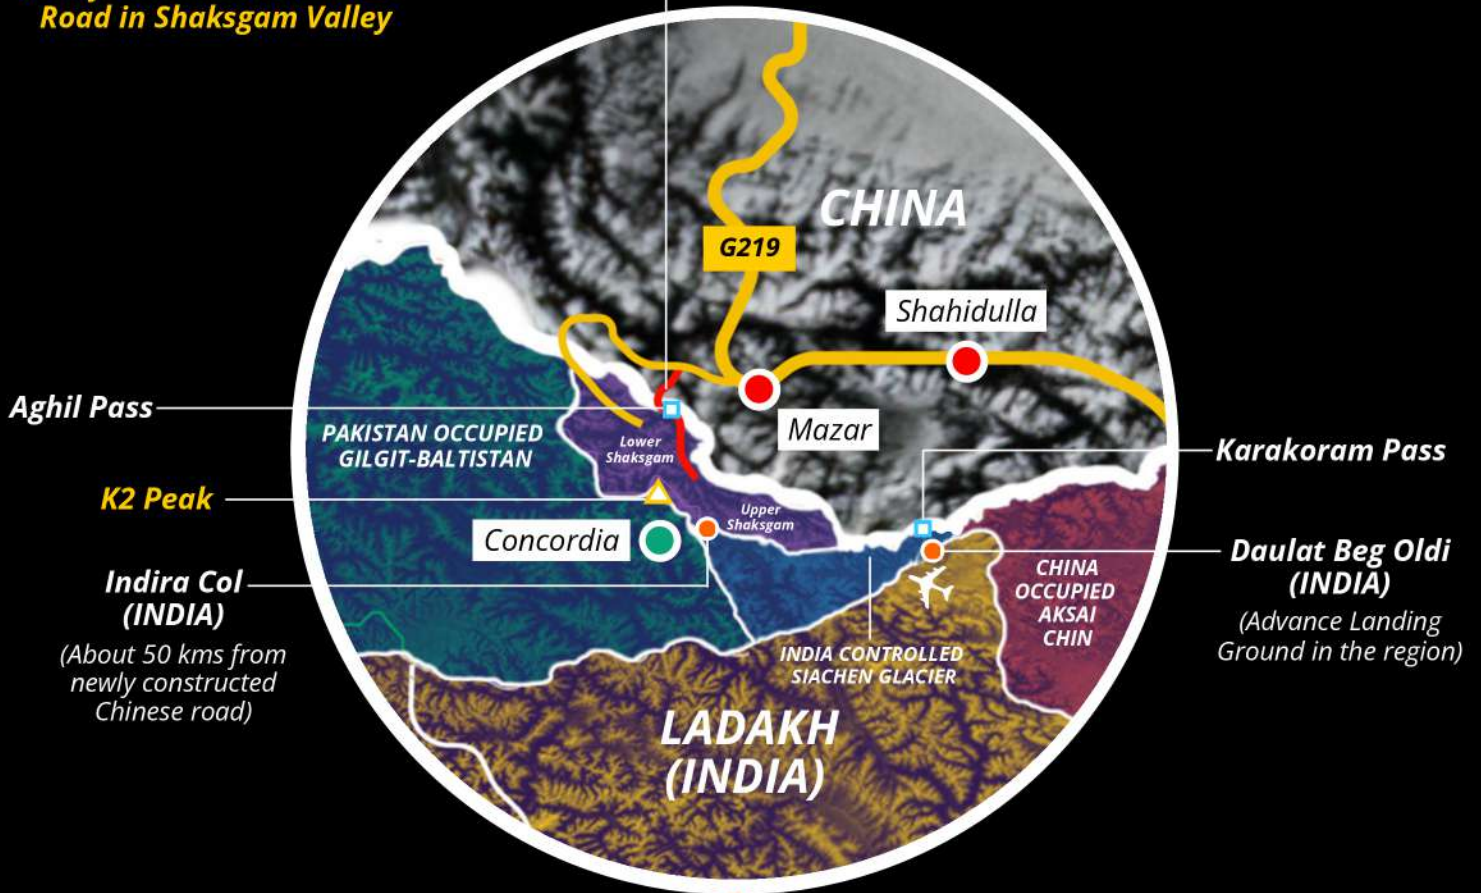 Road in Shaksgam Valley
CHINA
G219
Shahidulla
Aghil Pass
Mazar
PAKISTAN OCCUPIED
GILGIT-BALTISTAN
Lower
Shaksgam
Karakoram Pass
K2 Peak
Upper
Shaksgam
Concordia
Daulat Beg Oldi
(INDIA)
(Advance Landing
Ground in the region)
Indira Col
(INDIA)
(About 50 kms from
newly constructed
Chinese road)
CHINA
OCCUPIED
AKSAI
CHIN
INDIA CONTROLLED
SIACHEN GLACIER
LADAKH
(INDIA)